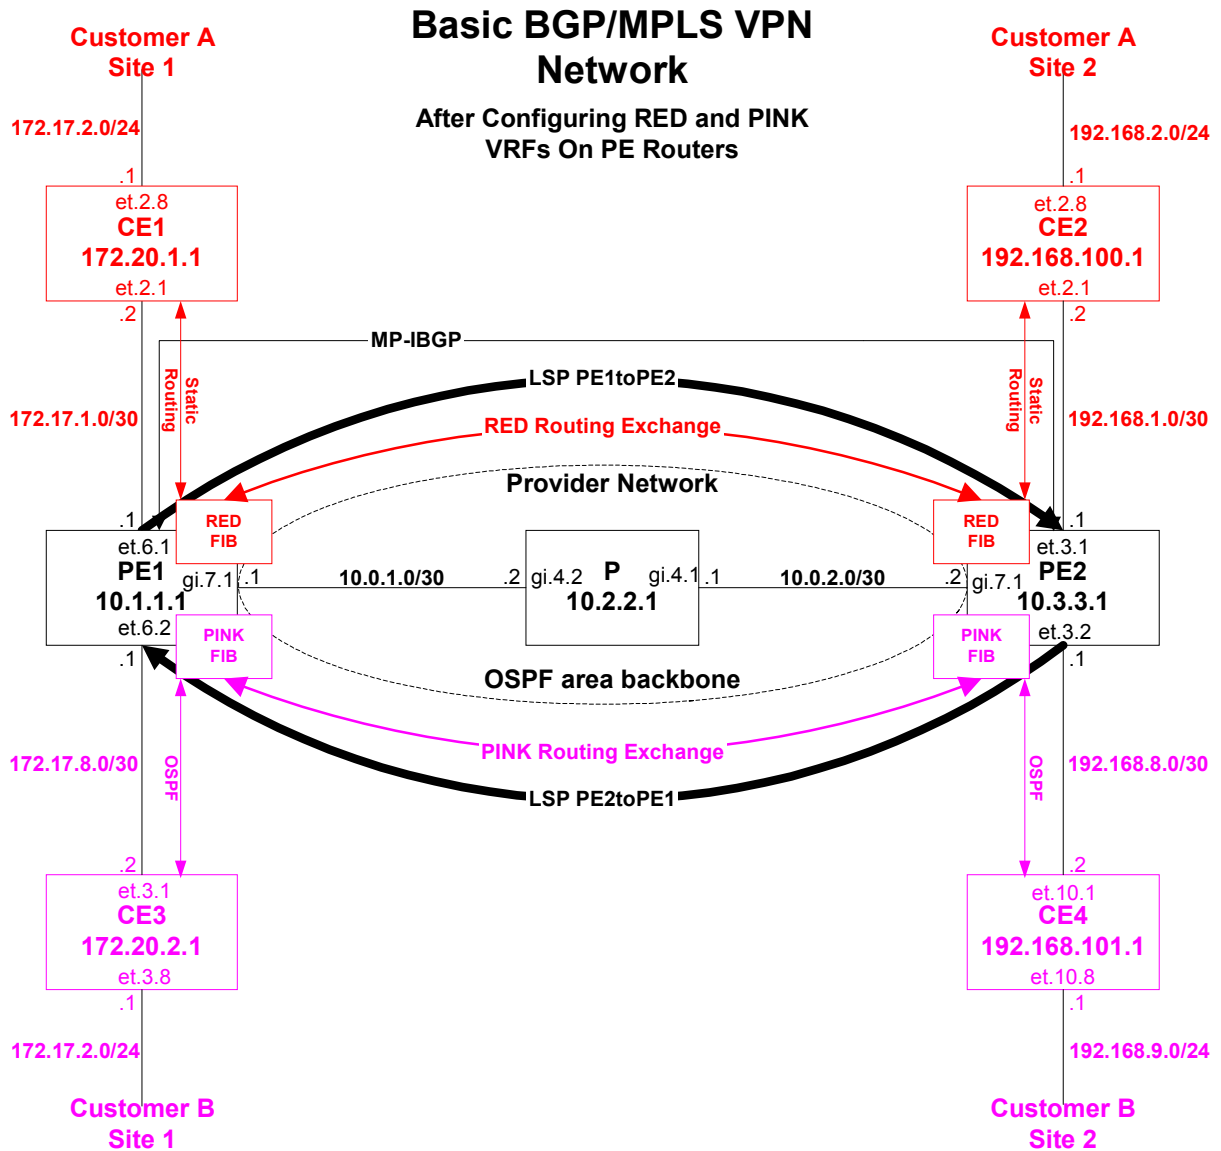 Basic BGP/MPLS VPN
Network
After Configuring RED and PINK
VRFs On PE Routers
Customer A
Site 1
Customer A
Site 2
172.17.2.0/24
192.168.2.0/24
.1
.1
et.2.8
CE1
172.20.1.1
et.2.1
et.2.8
CE2
192.168.100.1
et.2.1
.2
.2
MP-IBGP
LSP PE1toPE2
Static
Routing
Static
Routing
172.17.1.0/30
192.168.1.0/30
RED Routing Exchange
Provider Network
.1
.1
RED
FIB
RED
FIB
et.6.1
PE1
10.1.1.1
et.6.2
gi.7.1
.1
10.0.1.0/30
.2
gi.4.2
P
10.2.2.1
gi.4.1
.1
10.0.2.0/30
.2
gi.7.1
et.3.1
PE2
10.3.3.1
et.3.2
PINK
FIB
PINK
FIB
.1
.1
OSPF area backbone
PINK Routing Exchange
172.17.8.0/30
OSPF
OSPF
192.168.8.0/30
LSP PE2toPE1
.2
.2
et.3.1
CE3
172.20.2.1
et.3.8
et.10.1
CE4
192.168.101.1
et.10.8
.1
.1
172.17.2.0/24
192.168.9.0/24
Customer B
Site 1
Customer B
Site 2